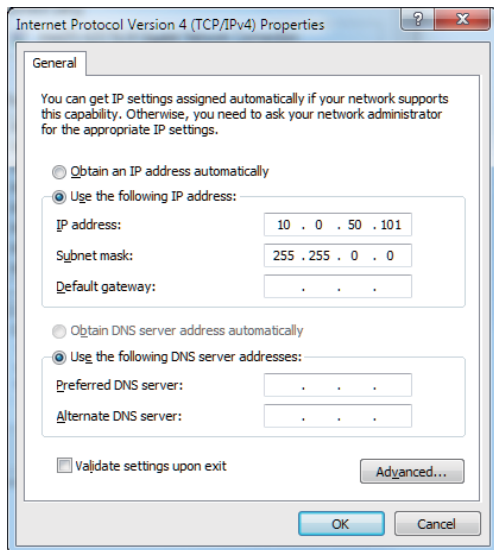 Internet Protocol Version 4 (TCP/IPv4) Properties
?
General
You can get IP settings assigned automatically if your network supports
this capability. Otherwise, you need to ask your network administrator
for the appropriate IP settings.
Obtain an IP address automatically
Use the following IP address:
IP address: 10 . 0 . 50 . 101
Subnet mask: 255 . 255 . 0 . 0
Default gateway: . . .
Obtain DNS server address automatically
Use the following DNS server addresses:
Preferred DNS server: . . .
Alternate DNS server: . . .
Validate settings upon exit
Advanced...
OK Cancel